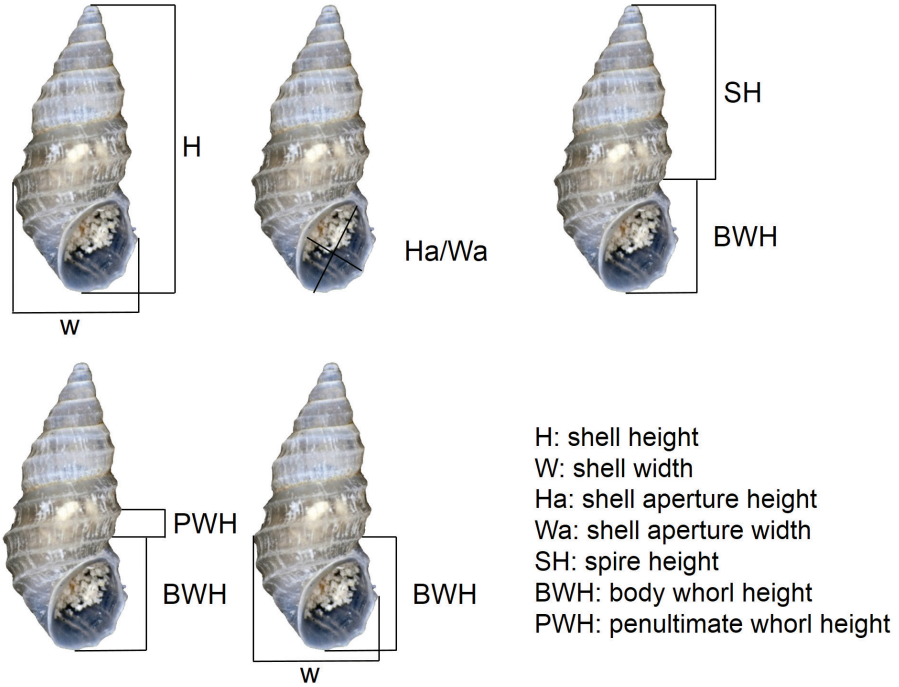 H
W
Ha/Wa
SH
BWH
PWH
BWH
BWH
W
H: shell height
W: shell width
Ha: shell aperture height
Wa: shell aperture width
SH: spire height
BWH: body whorl height
PWH: penultimate whorl height